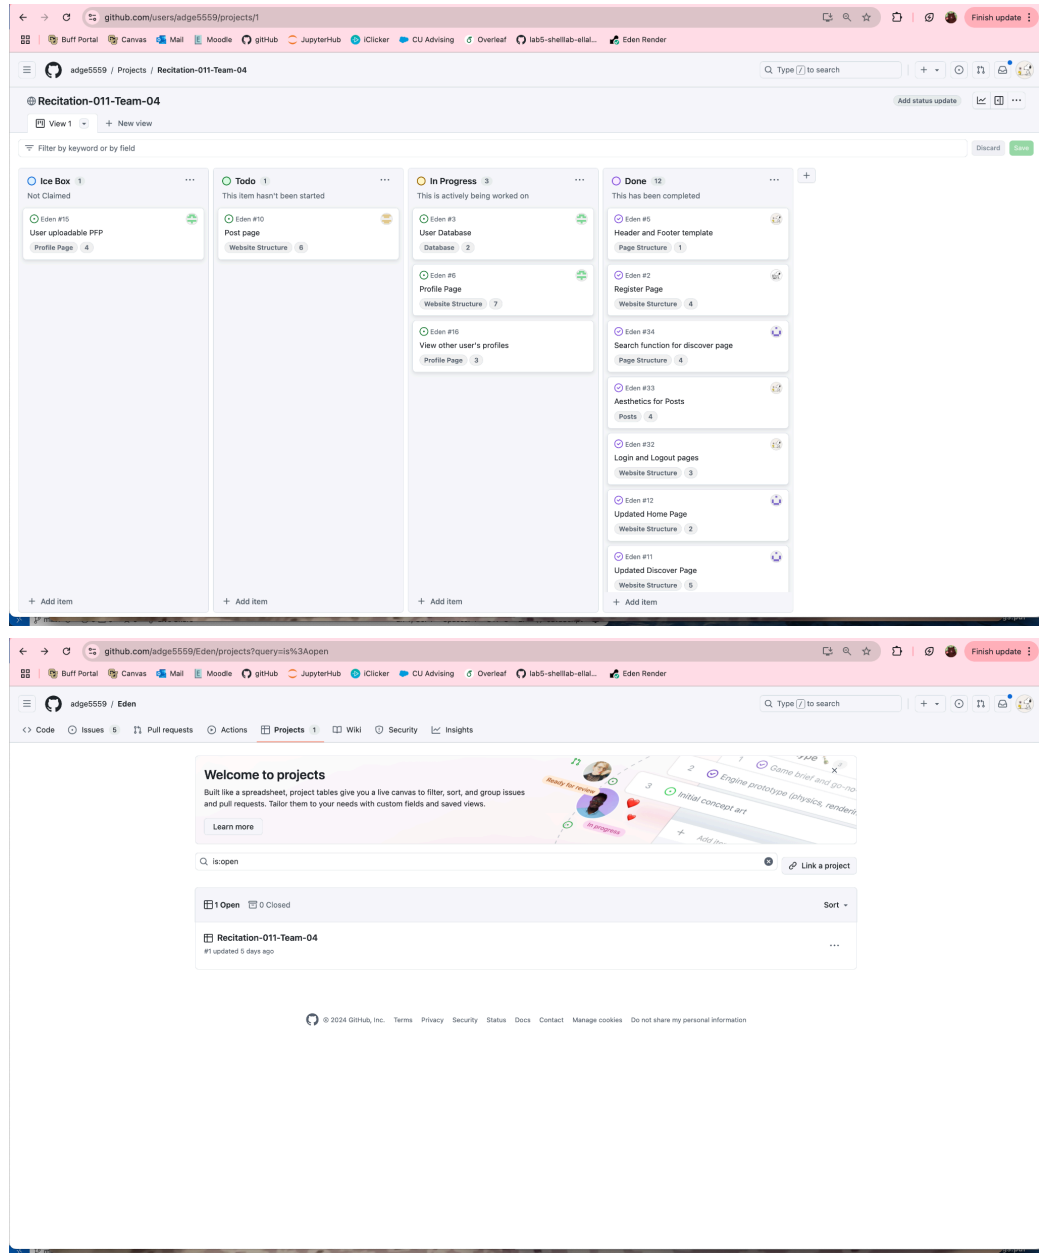 github.com/users/adge5559/projects/1
Finish update
Buff Portal Canvas Mail Moodle gitHub JupyterHub iClicker CU Advising Overleaf lab5-shelllab-ellal... Eden Render
adge5559 / Projects / Recitation-011-Team-04
Type / to search
Recitation-011-Team-04
Add status update
View 1
+ New view
Filter by keyword or by field
Discard
Save
Ice Box 1
Not Claimed
Eden #15
User uploadable PFP
Profile Page 4
+ Add item
Todo 1
This item hasn't been started
Eden #10
Post page
Website Structure 6
+ Add item
In Progress 3
This is actively being worked on
Eden #3
User Database
Database 2
Eden #6
Profile Page
Website Structure 7
Eden #16
View other user's profiles
Profile Page 3
+ Add item
Done 12
This has been completed
Eden #5
Header and Footer template
Page Structure 1
Eden #2
Register Page
Website Sturcture 4
Eden #34
Search function for discover page
Page Structure 4
Eden #33
Aesthetics for Posts
Posts 4
Eden #32
Login and Logout pages
Website Structure 3
Eden #12
Updated Home Page
Website Structure 2
Eden #11
Updated Discover Page
Website Structure 5
+ Add item
github.com/adge5559/Eden/projects?query=is%3Aopen
Finish update
Buff Portal Canvas Mail Moodle gitHub JupyterHub iClicker CU Advising Overleaf lab5-shelllab-ellal... Eden Render
adge5559 / Eden
Type / to search
Code Issues 5 Pull requests Actions Projects 1 Wiki Security Insights
Welcome to projects
Built like a spreadsheet, project tables give you a live canvas to filter, sort, and group issues
and pull requests. Tailor them to your needs with custom fields and saved views.
Learn more
Ready for review
In progress
1
2 Game brief and go-no
3 Engine prototype (physics, renderin
Initial concept art
+
is:open
Link a project
1 Open 0 Closed
Sort
Recitation-011-Team-04
#1 updated 5 days ago
© 2024 GitHub, Inc. Terms Privacy Security Status Docs Contact Manage cookies Do not share my personal information